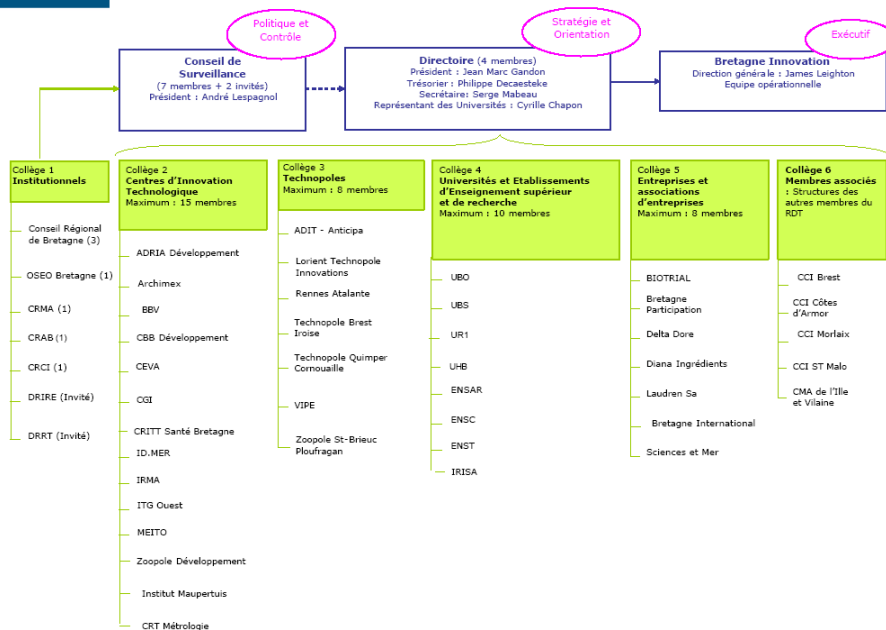 Politique et
Contrôle
Stratégie et
Orientation
Exécutif
Conseil de
Surveillance
(7 membres + 2 invités)
Président : André Lespagnol
Directoire (4 membres)
Président : Jean Marc Gandon
Trésorier : Philippe Decaesteke
Secrétaire: Serge Mabeau
Représentant des Universités : Cyrille Chapon
Bretagne Innovation
Direction générale : James Leighton
Equipe opérationnelle
Collège 1
Institutionnels
Conseil Régional
de Bretagne (3)
OSEO Bretagne (1)
CRMA (1)
CRAB (1)
CRCI (1)
DRIRE (Invité)
DRRT (Invité)
Collège 2
Centres d'Innovation
Technologique
Maximum : 15 membres
ADRIA Développement
Archimex
BBV
CBB Développement
CEVA
CGI
CRITT Santé Bretagne
ID.MER
IRMA
ITG Ouest
MEITO
Zoopole Développement
Institut Maupertuis
CRT Métrologie
Collège 3
Technopoles
Maximum : 8 membres
ADIT - Anticipa
Lorient Technopole
Innovations
Rennes Atalante
Technopole Brest
Iroise
Technopole Quimper
Cornouaille
VIPE
Zoopole St-Brieuc
Ploufragan
Collège 4
Universités et Etablissements
d'Enseignement supérieur
et de recherche
Maximum : 10 membres
UBO
UBS
UR1
UHB
ENSAR
ENSC
ENST
IRISA
Collège 5
Entreprises et
associations
d'entreprises
Maximum : 8 membres
BIOTRIAL
Bretagne
Participation
Delta Dore
Diana Ingrédients
Laudren Sa
Bretagne International
Sciences et Mer
Collège 6
Membres associés
: Structures des
autres membres du
RDT
CCI Brest
CCI Côtes
d'Armor
CCI Morlaix
CCI ST Malo
CMA de l'Ille
et Vilaine